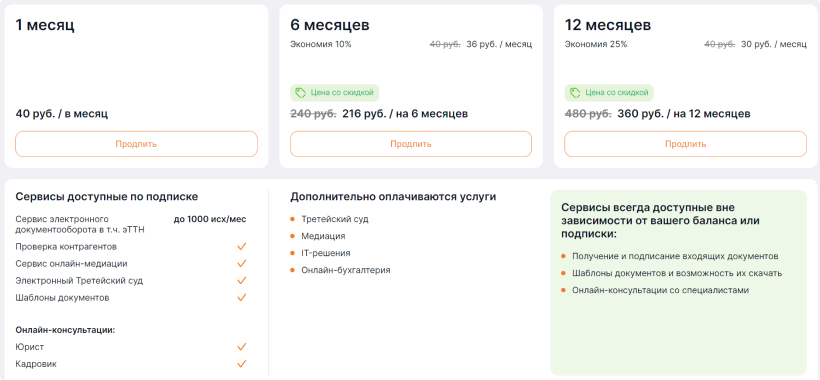 1 месяц
40 руб. / в месяц
Продлить
6 месяцев
Экономия 10%
40 руб. 36 руб. / месяц
Цена со скидкой
240 руб. 216 руб. / на 6 месяцев
Продлить
12 месяцев
Экономия 25%
40 руб. 30 руб. / месяц
Цена со скидкой
480 руб. 360 руб. / на 12 месяцев
Продлить
Сервисы доступные по подписке
Сервис электронного
документооборота в т.ч. эТТН
до 1000 исх/мес
Проверка контрагентов
Сервис онлайн-медиации
Электронный Третейский суд
Шаблоны документов
Онлайн-консультации:
Юрист
Кадровик
Дополнительно оплачиваются услуги
Третейский суд
Медиация
IT-решения
Онлайн-бухгалтерия
Сервисы всегда доступные вне
зависимости от вашего баланса или
подписки:
Получение и подписание входящих документов
Шаблоны документов и возможность их скачать
Онлайн-консультации со специалистами